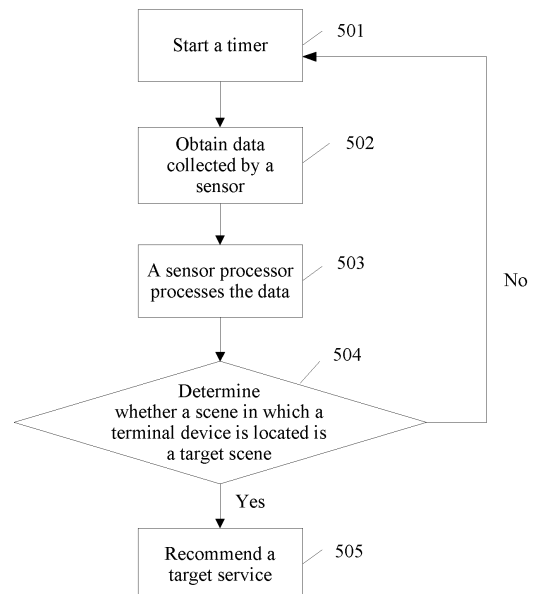 Start a timer
501
Obtain data
collected by a
sensor
502
A sensor processor
processes the data
503
No
504
Determine
whether a scene in which a
terminal device is located is
a target scene
Yes
Recommend a
target service
505